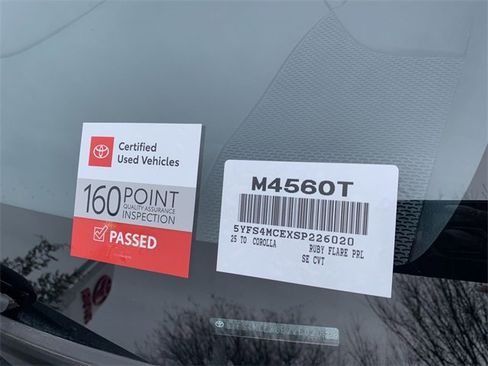 Certified
Used Vehicles
160 POINT
QUALITY ASSURANCE
INSPECTION
PASSED
M4560T
5YFS4MCEXSP226020
25 TO COROLLA
RUBY FLARE PRL
SE CVT